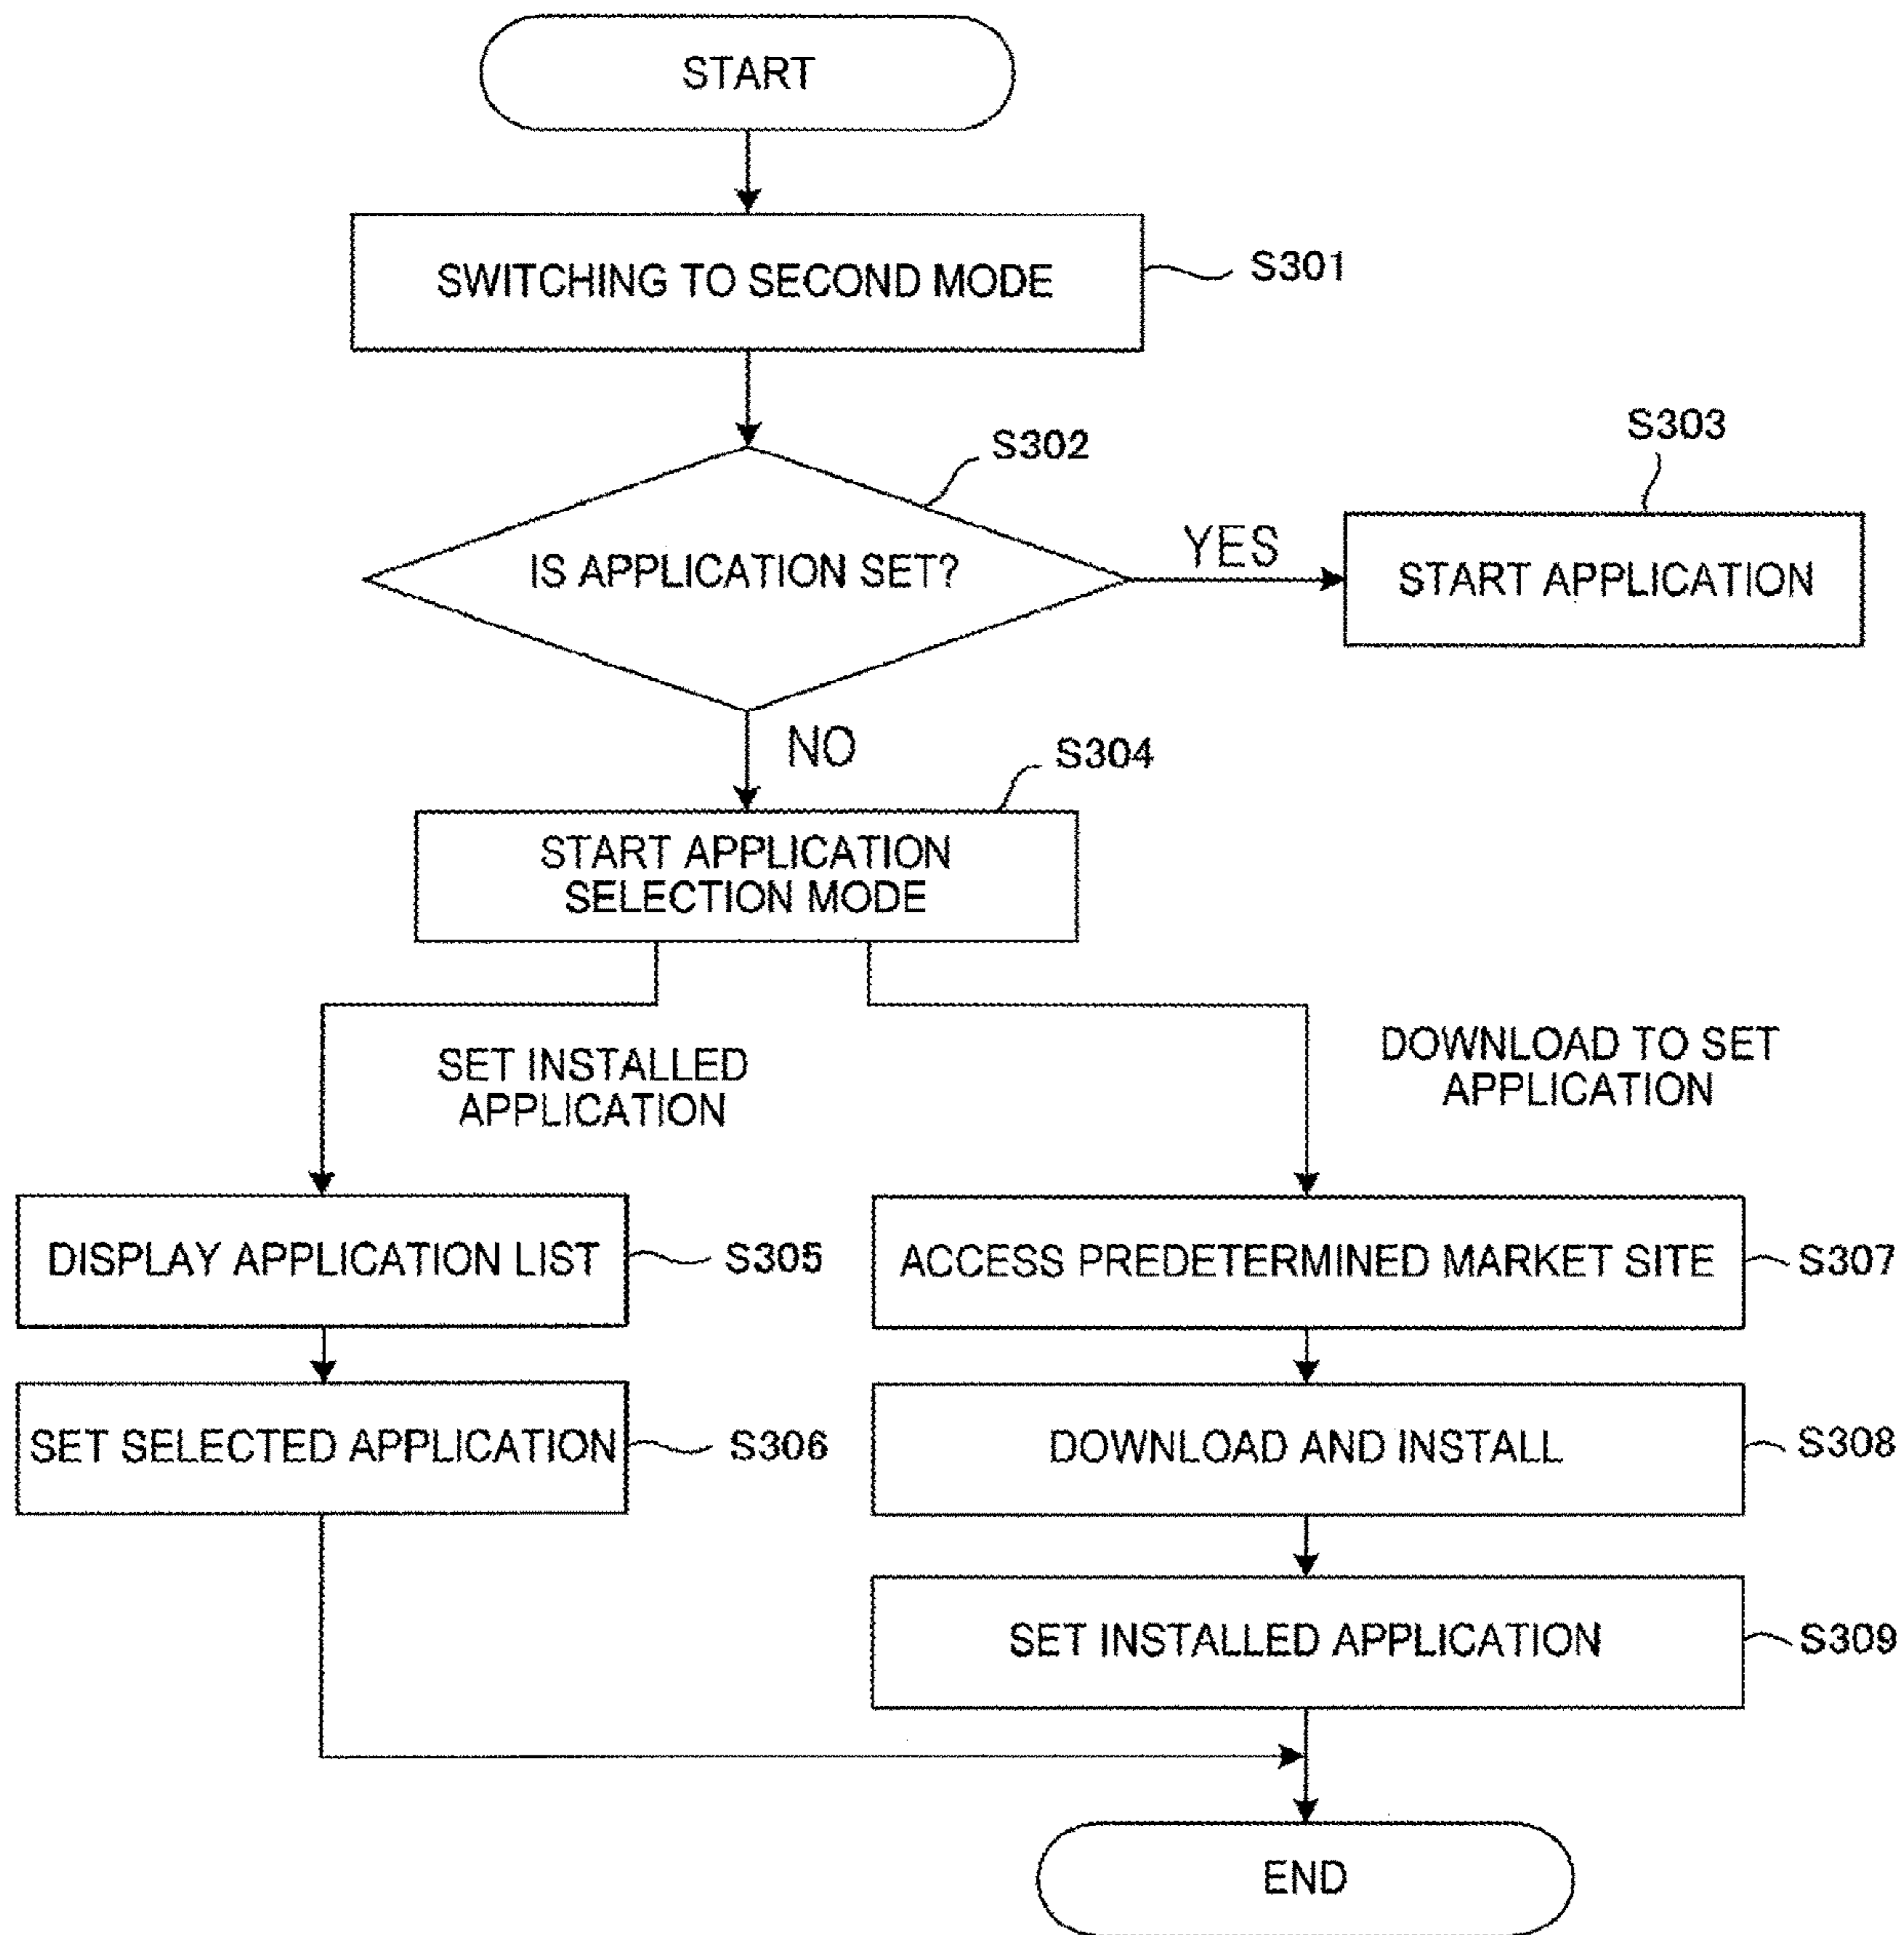 START
SWITCHING TO SECOND MODE
S301
S302
IS APPLICATION SET?
YES
S303
START APPLICATION
NO
S304
START APPLICATION
SELECTION MODE
SET INSTALLED
APPLICATION
DOWNLOAD TO SET
APPLICATION
DISPLAY APPLICATION LIST
S305
ACCESS PREDETERMINED MARKET SITE
S307
SET SELECTED APPLICATION
S306
DOWNLOAD AND INSTALL
S308
SET INSTALLED APPLICATION
S309
END